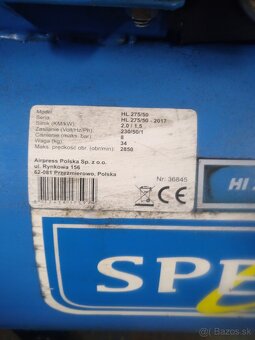 Model HL 275/50
Seria HL 275/50 - 2017
Silnik (KM/kW) 2.0 / 1.5
Zasilanie (Volt/Hz/Ph) 230/50/1
Ciśnienie (maks. bar) 8
Waga (kg) 34
Maks. prędkość obr. (obr/min) 2850
Airpress Polska Sp. z o.o.
ul. Rynkowa 156
62-081 Przeźmierowo, Polska
Nr: 36845
CE
HI
SPE
Bazos.sk